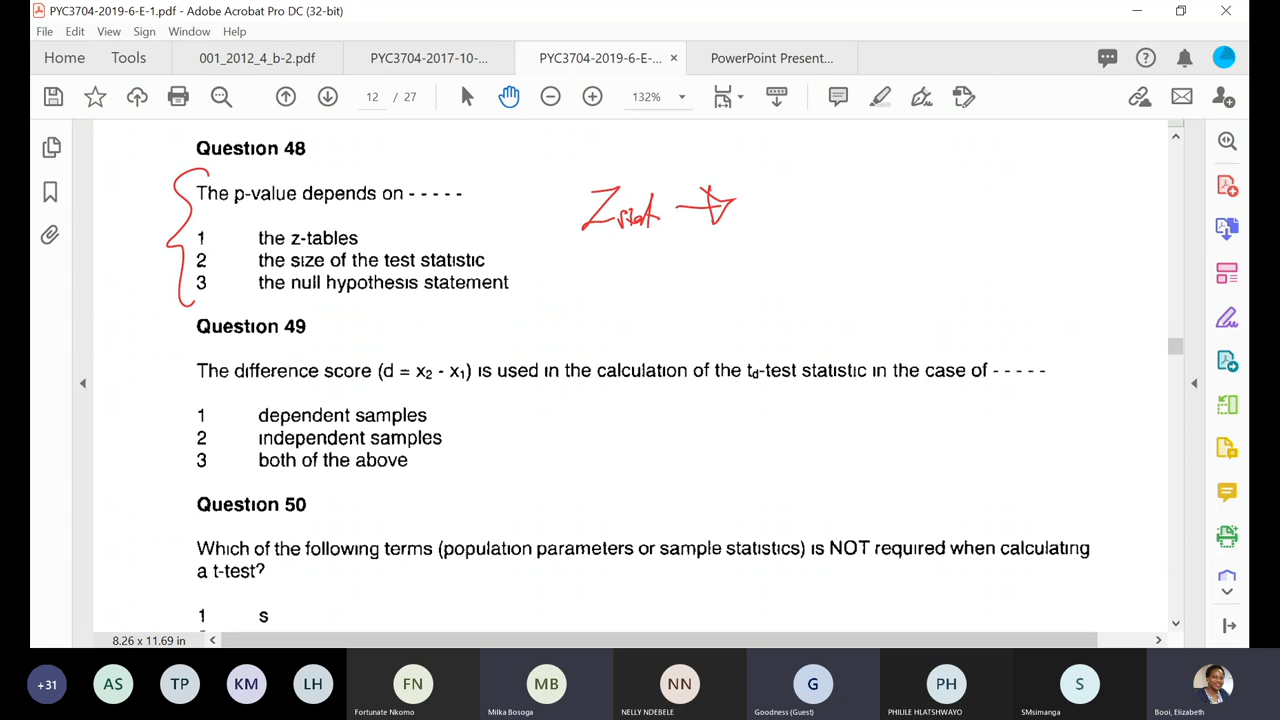 PYC3704-2019-6-E-1.pdf - Adobe Acrobat Pro DC (32-bit)
File Edit View Sign Window Help
Home Tools 001_2012_4_b-2.pdf PYC3704-2017-10-... PYC3704-2019-6-E-... × PowerPoint Present...
12 / 27 132%
Question 48
The p-value depends on - - - - -
Zstat
1 the z-tables
2 the size of the test statistic
3 the null hypothesis statement
Question 49
The difference score (d = x₂ - x₁) is used in the calculation of the t_d-test statistic in the case of - - - - -
1 dependent samples
2 independent samples
3 both of the above
Question 50
Which of the following terms (population parameters or sample statistics) is NOT required when calculating
a t-test?
1 s
8.26 x 11.69 in
+31 AS TP KM LH FN MB NN G PH S
Fortunate Nkomo Milka Bosoga NELLY NDEBELE Goodness (Guest) PHILILE HLATSHWAYO SMsimanga Booi, Elizabeth